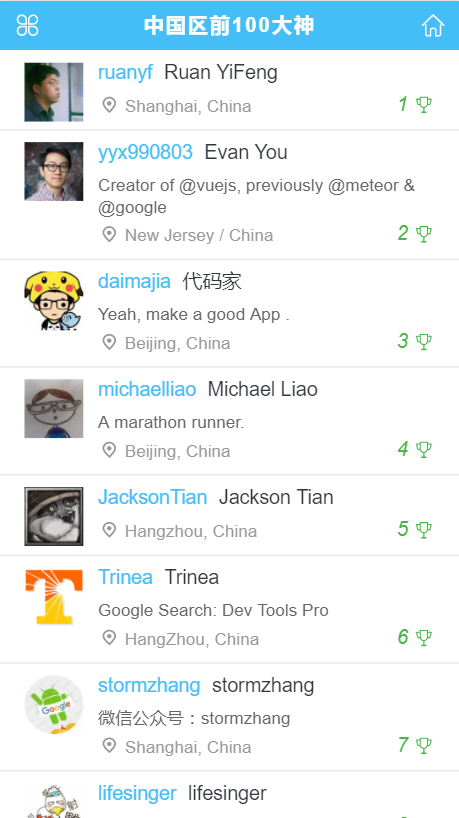 中国区前100大神
ruanyf Ruan YiFeng
Shanghai, China 1
yyx990803 Evan You
Creator of @vuejs, previously @meteor &
@google
New Jersey / China 2
daimajia 代码家
Yeah, make a good App .
Beijing, China 3
michaelliao Michael Liao
A marathon runner.
Beijing, China 4
JacksonTian Jackson Tian
Hangzhou, China 5
Trinea Trinea
Google Search: Dev Tools Pro
HangZhou, China 6
stormzhang stormzhang
微信公众号：stormzhang
Google
Shanghai, China 7
lifesinger lifesinger